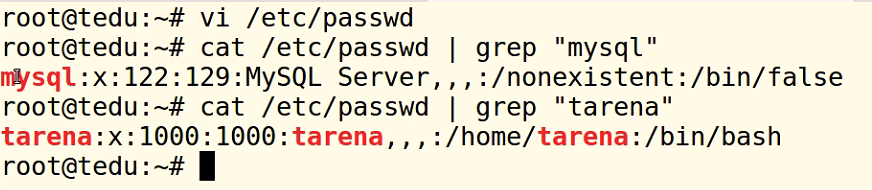 root@tedu:~# vi /etc/passwd
root@tedu:~# cat /etc/passwd | grep "mysql"
mysql:x:122:129:MySQL Server,,,:/nonexistent:/bin/false
root@tedu:~# cat /etc/passwd | grep "tarena"
tarena:x:1000:1000:tarena,,,:/home/tarena:/bin/bash
root@tedu:~#